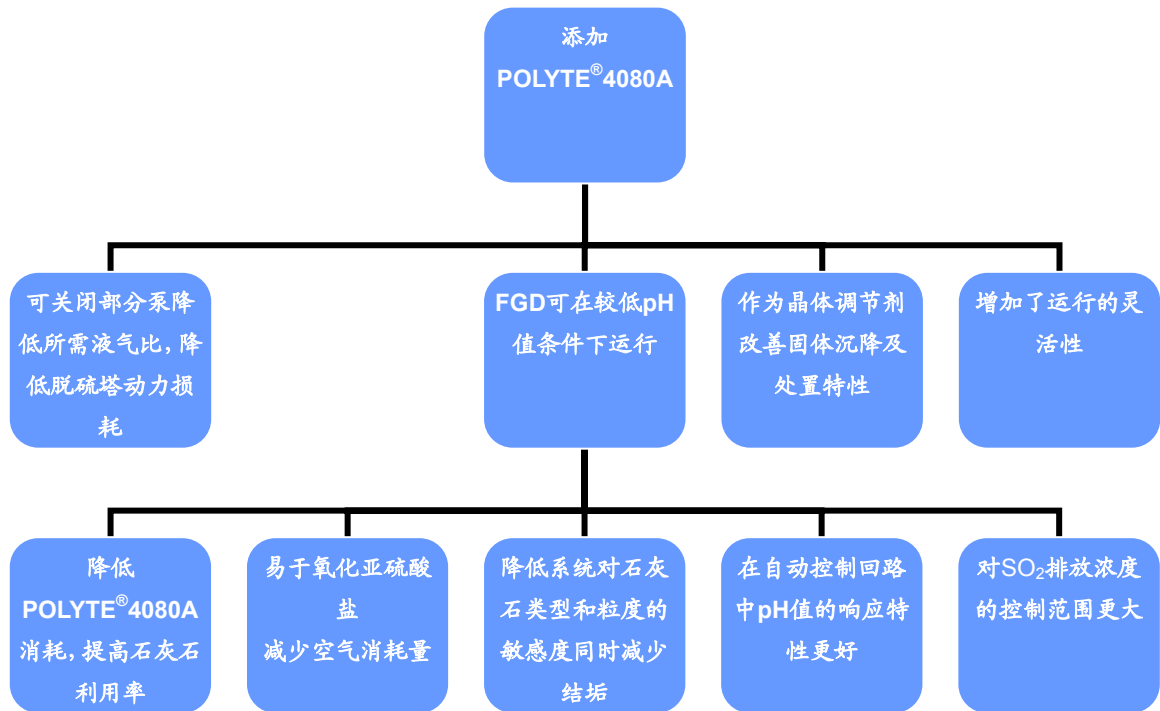 添加
POLYTE®4080A
可关闭部分泵降
低所需液气比，降
低脱硫塔动力损
耗
FGD可在较低pH
值条件下运行
作为晶体调节剂
改善固体沉降及
处置特性
增加了运行的灵
活性
降低
POLYTE®4080A
消耗，提高石灰石
利用率
易于氧化亚硫酸
盐
减少空气消耗量
降低系统对石灰
石类型和粒度的
敏感度同时减少
结垢
在自动控制回路
中pH值的响应特
性更好
对SO₂排放浓度
的控制范围更大